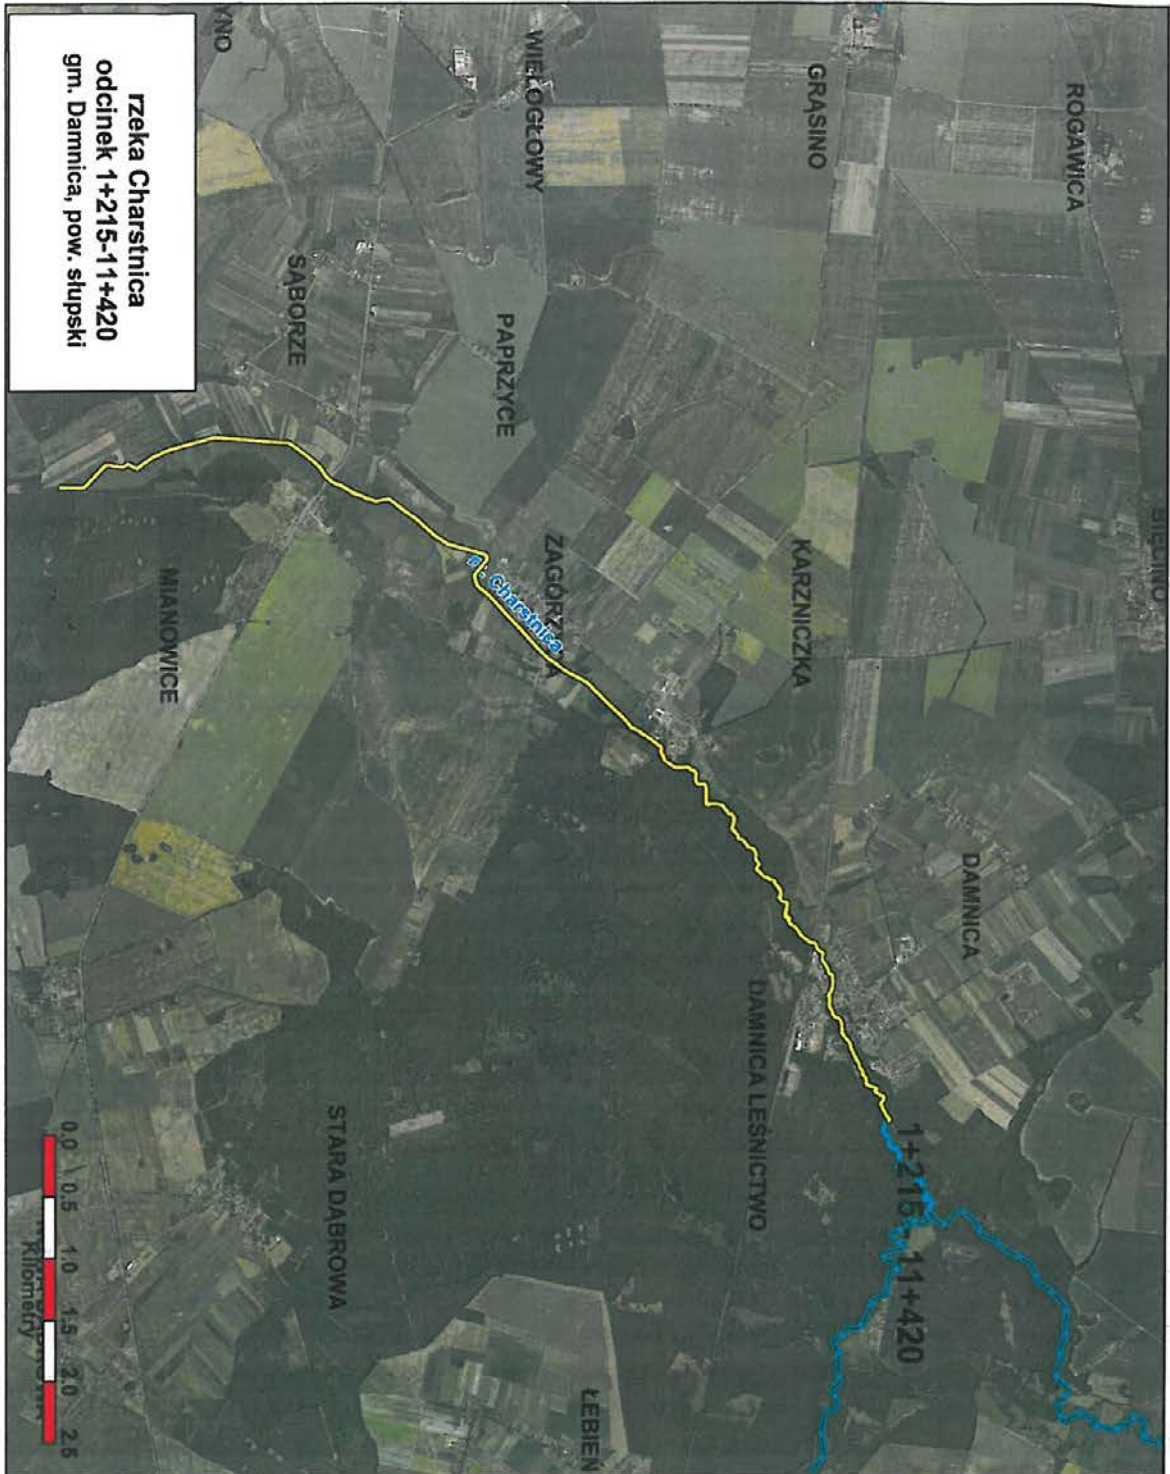 rzeka Charstnica
odcinek 1+215-11+420
gm. Damnica, pow. słupski
ROGAWICA
GRĄSINO
WIELOGŁOWY
YNO
SĄBORZE
PAPRZYCE
KARZNICZKA
MIANOWICE
r. Charstnica
DAMNICA
DAMNICA LEŚNICTWO
1+215-11+420
STARA DĄBROWA
ŁEBIEŃ
0.0 0.5 1.0 1.5 2.0 2.5
Kilometry